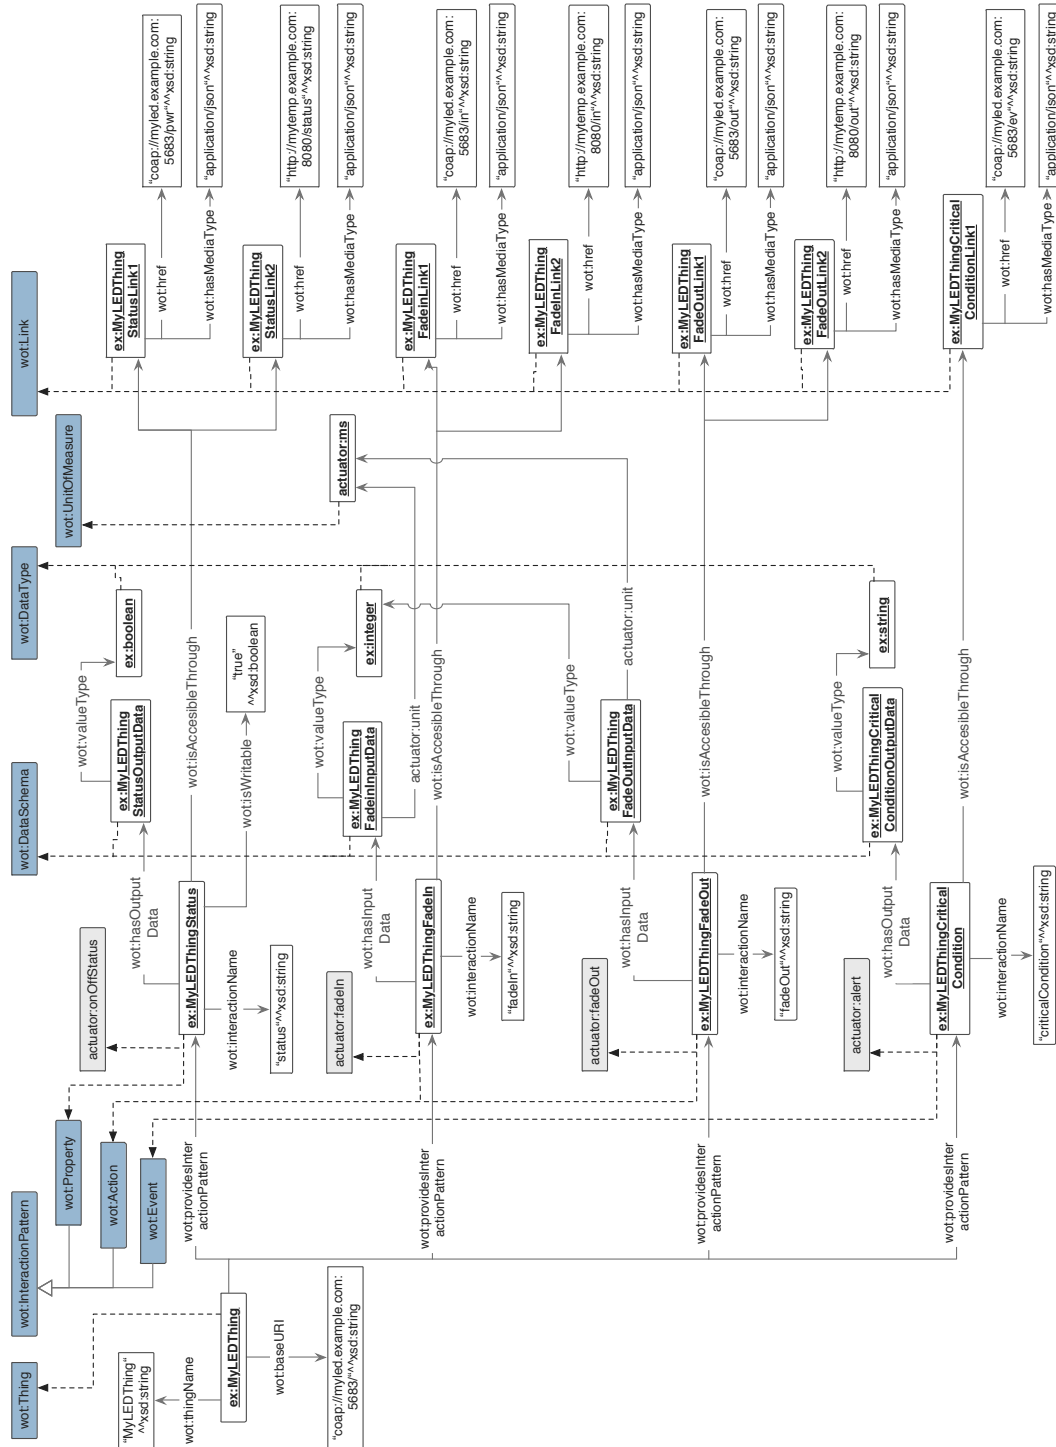 wot:Thing
wot:InteractionPattern
wot:DataSchema
wot:DataType
wot:UnitOfMeasure
wot:Link
wot:Property
wot:Action
wot:Event
"MyLEDThing"
^^xsd:string
wot:thingName
ex:MyLEDThing
wot:baseURI
"coap://myled.example.com:
5683/"^^xsd:string
wot:providesInter
actionPattern
actuator:onOffStatus
ex:MyLEDThingStatus
wot:interactionName
"status"^^xsd:string
wot:hasOutput
Data
ex:MyLEDThing
StatusOutputData
wot:valueType
ex:boolean
wot:isAccesibleThrough
wot:isWritable
"true"
^^xsd:boolean
ex:MyLEDThing
StatusLink1
wot:href
"coap://myled.example.com:
5683/pwr"^^xsd:string
wot:hasMediaType
"application/json"^^xsd:string
ex:MyLEDThing
StatusLink2
wot:href
"http://mytemp.example.com:
8080/status"^^xsd:string
wot:hasMediaType
"application/json"^^xsd:string
wot:providesInter
actionPattern
actuator:fadeIn
ex:MyLEDThingFadeIn
wot:interactionName
"fadeIn"^^xsd:string
wot:hasInput
Data
ex:MyLEDThing
FadeinInputData
wot:valueType
ex:integer
actuator:unit
actuator:ms
wot:isAccesibleThrough
ex:MyLEDThing
FadeinLink1
wot:href
"coap://myled.example.com:
5683/in"^^xsd:string
wot:hasMediaType
"application/json"^^xsd:string
ex:MyLEDThing
FadeInLink2
wot:href
"http://mytemp.example.com:
8080/in"^^xsd:string
wot:hasMediaType
"application/json"^^xsd:string
wot:providesInter
actionPattern
actuator:fadeOut
ex:MyLEDThingFadeOut
wot:interactionName
"fadeOut"^^xsd:string
wot:hasInput
Data
ex:MyLEDThing
FadeOutInputData
wot:valueType
actuator:unit
wot:isAccesibleThrough
ex:MyLEDThing
FadeOutLink1
wot:href
"coap://myled.example.com:
5683/out"^^xsd:string
wot:hasMediaType
"application/json"^^xsd:string
ex:MyLEDThing
FadeOutLink2
wot:href
"http://mytemp.example.com:
8080/out"^^xsd:string
wot:hasMediaType
"application/json"^^xsd:string
wot:providesInter
actionPattern
actuator:alert
ex:MyLEDThingCritical
Condition
wot:interactionName
"criticalCondition"^^xsd:string
wot:hasOutput
Data
ex:MyLEDThingCritical
ConditionOutputData
wot:valueType
ex:string
wot:isAccesibleThrough
ex:MyLEDThingCritical
ConditionLink1
wot:href
"coap://myled.example.com:
5683/ev"^^xsd:string
wot:hasMediaType
"application/json"^^xsd:string